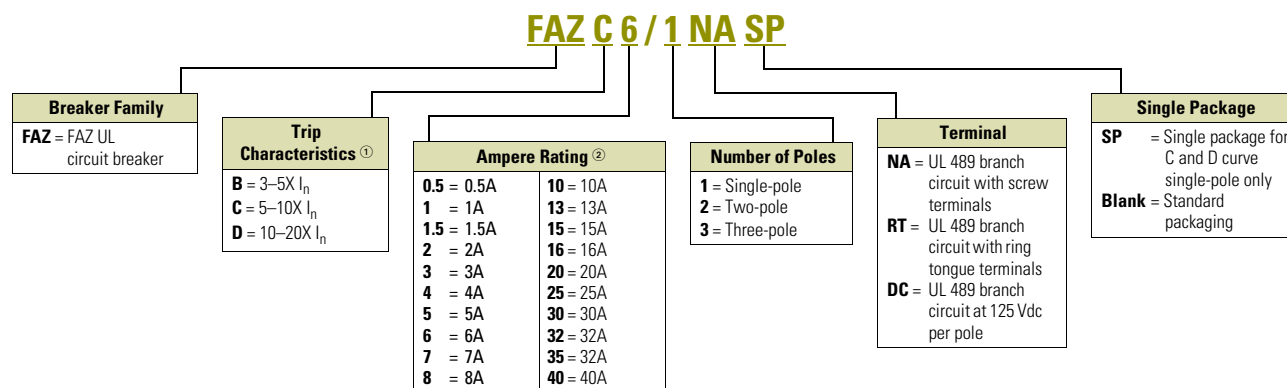 FAZ C 6 / 1 NA SP
Breaker Family
FAZ = FAZ UL
circuit breaker
Trip
Characteristics ①
B = 3–5X In
C = 5–10X In
D = 10–20X In
Ampere Rating ②
0.5 = 0.5A
1 = 1A
1.5 = 1.5A
2 = 2A
3 = 3A
4 = 4A
5 = 5A
6 = 6A
7 = 7A
8 = 8A
10 = 10A
13 = 13A
15 = 15A
16 = 16A
20 = 20A
25 = 25A
30 = 30A
32 = 32A
35 = 32A
40 = 40A
Number of Poles
1 = Single-pole
2 = Two-pole
3 = Three-pole
Terminal
NA = UL 489 branch
circuit with screw
terminals
RT = UL 489 branch
circuit with ring
tongue terminals
DC = UL 489 branch
circuit at 125 Vdc
per pole
Single Package
SP = Single package for
C and D curve
single-pole only
Blank = Standard
packaging